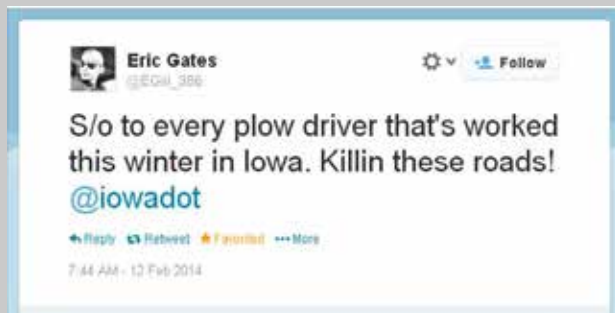 Eric Gates
Follow
S/o to every plow driver that's worked
this winter in Iowa. Killin these roads!
@iowadot
Reply Retweet Favorited More
7:44 AM - 12 Feb 2014